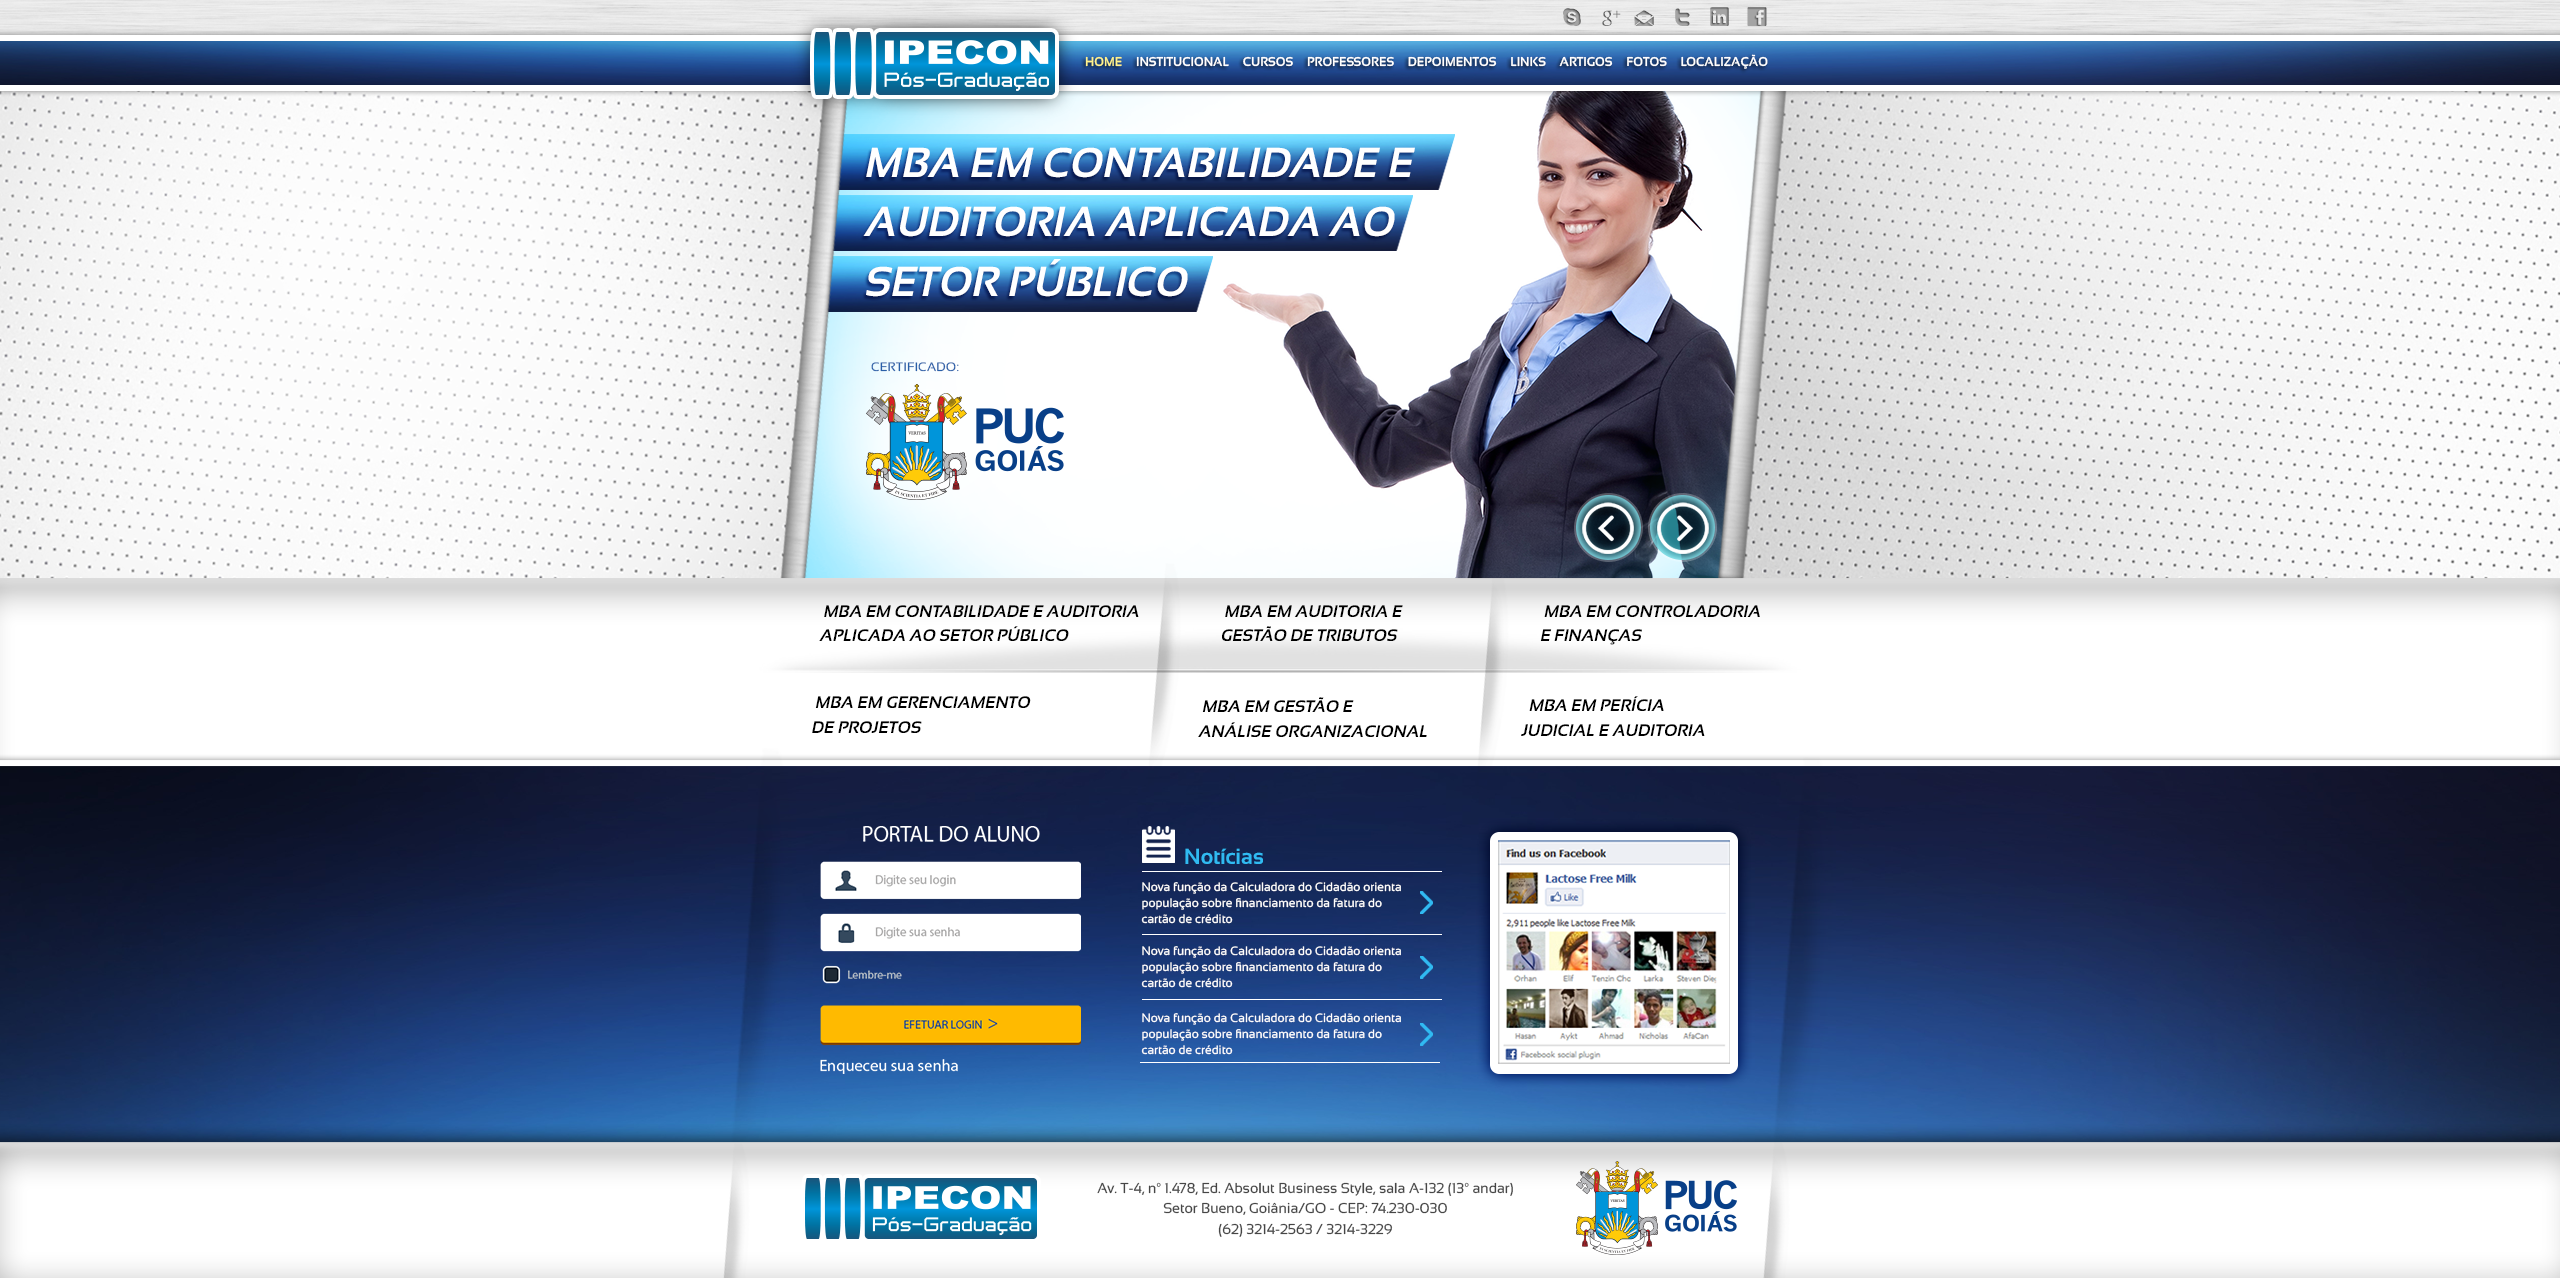 IPECON
Pós-Graduação
HOME INSTITUCIONAL CURSOS PROFESSORES DEPOIMENTOS LINKS ARTIGOS FOTOS LOCALIZAÇÃO
MBA EM CONTABILIDADE E
AUDITORIA APLICADA AO
SETOR PÚBLICO
CERTIFICADO:
VERITAS
PUC
GOIÁS
MBA EM CONTABILIDADE E AUDITORIA
APLICADA AO SETOR PÚBLICO
MBA EM AUDITORIA E
GESTÃO DE TRIBUTOS
MBA EM CONTROLADORIA
E FINANÇAS
MBA EM GERENCIAMENTO
DE PROJETOS
MBA EM GESTÃO E
ANÁLISE ORGANIZACIONAL
MBA EM PERÍCIA
JUDICIAL E AUDITORIA
PORTAL DO ALUNO
Digite seu login
Digite sua senha
Lembre-me
EFETUAR LOGIN >
Enqueceu sua senha
Notícias
Nova função da Calculadora do Cidadão orienta
população sobre financiamento da fatura do
cartão de crédito
Nova função da Calculadora do Cidadão orienta
população sobre financiamento da fatura do
cartão de crédito
Nova função da Calculadora do Cidadão orienta
população sobre financiamento da fatura do
cartão de crédito
Find us on Facebook
Lactose Free Milk
Like
2,911 people like Lactose Free Milk
Orhan Elif Tenzin Cho Larka Steven Die
Hasan Aykt Ahmad Nicholas AfaCan
Facebook social plugin
IPECON
Pós-Graduação
Av. T-4, nº 1.478, Ed. Absolut Business Style, sala A-132 (13° andar)
Setor Bueno, Goiânia/GO - CEP: 74.230-030
(62) 3214-2563 / 3214-3229
PUC
GOIÁS